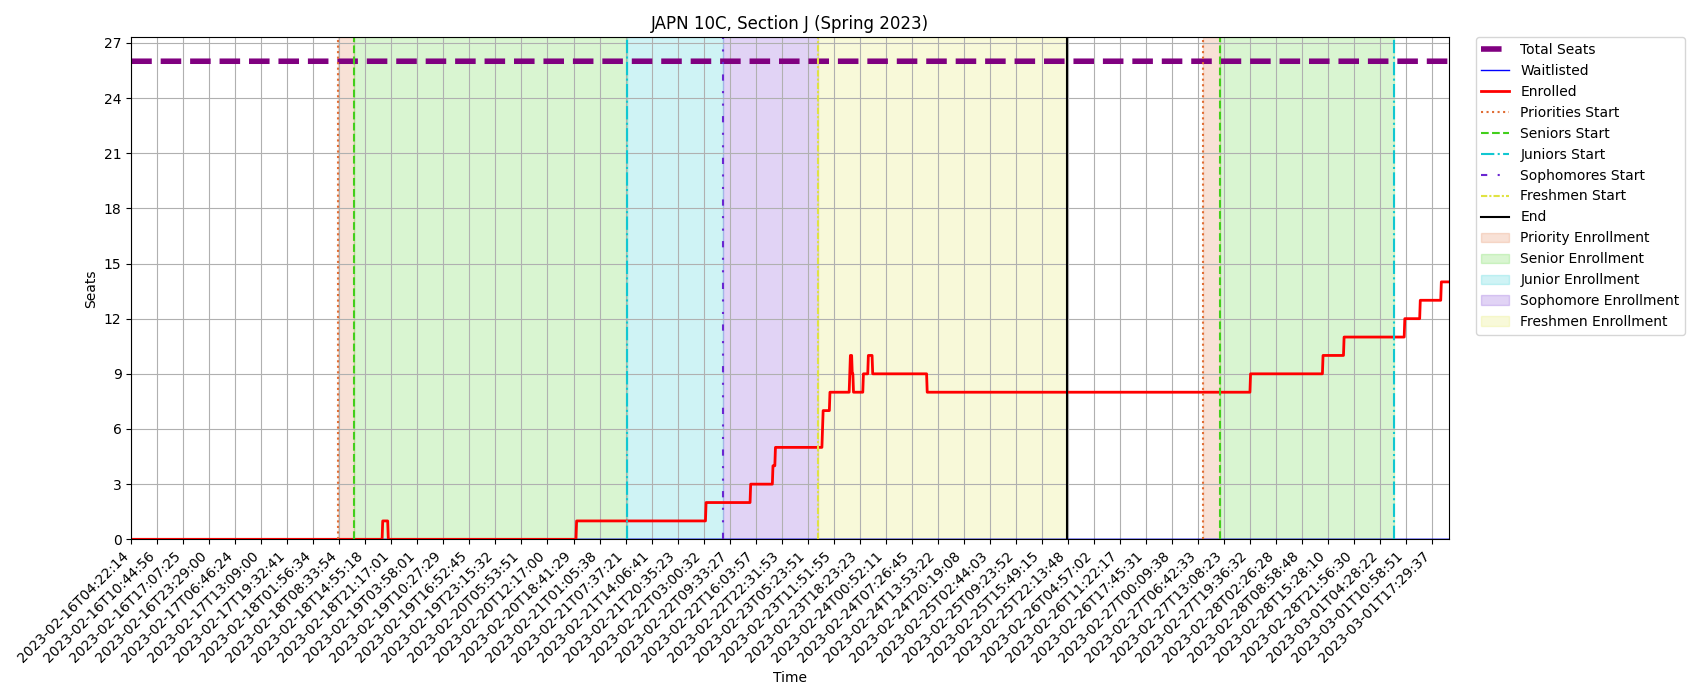 JAPN 10C, Section J (Spring 2023)
27
24
21
18
15
12
9
6
3
0
Seats
2023-02-16T04:22:14
2023-02-16T10:44:56
2023-02-16T17:07:25
2023-02-16T23:29:00
2023-02-17T06:46:24
2023-02-17T13:09:00
2023-02-17T19:32:41
2023-02-18T01:56:34
2023-02-18T08:33:54
2023-02-18T14:55:18
2023-02-18T21:17:01
2023-02-19T03:58:01
2023-02-19T10:27:29
2023-02-19T16:52:45
2023-02-19T23:15:32
2023-02-20T05:53:51
2023-02-20T12:17:00
2023-02-20T18:41:29
2023-02-21T01:05:38
2023-02-21T07:37:21
2023-02-21T14:06:41
2023-02-21T20:35:23
2023-02-22T03:00:32
2023-02-22T09:33:27
2023-02-22T16:03:57
2023-02-22T22:31:53
2023-02-23T05:23:51
2023-02-23T11:51:55
2023-02-23T18:23:23
2023-02-24T00:52:11
2023-02-24T07:26:45
2023-02-24T13:53:22
2023-02-24T20:19:08
2023-02-25T02:44:03
2023-02-25T09:23:52
2023-02-25T15:49:15
2023-02-25T22:13:48
2023-02-26T04:57:02
2023-02-26T11:22:17
2023-02-26T17:45:31
2023-02-27T00:09:38
2023-02-27T06:42:33
2023-02-27T13:08:23
2023-02-27T19:36:32
2023-02-28T02:26:28
2023-02-28T08:58:48
2023-02-28T15:28:10
2023-02-28T21:56:30
2023-03-01T04:28:22
2023-03-01T10:58:51
2023-03-01T17:29:37
Time
Total Seats
Waitlisted
Enrolled
Priorities Start
Seniors Start
Juniors Start
Sophomores Start
Freshmen Start
End
Priority Enrollment
Senior Enrollment
Junior Enrollment
Sophomore Enrollment
Freshmen Enrollment